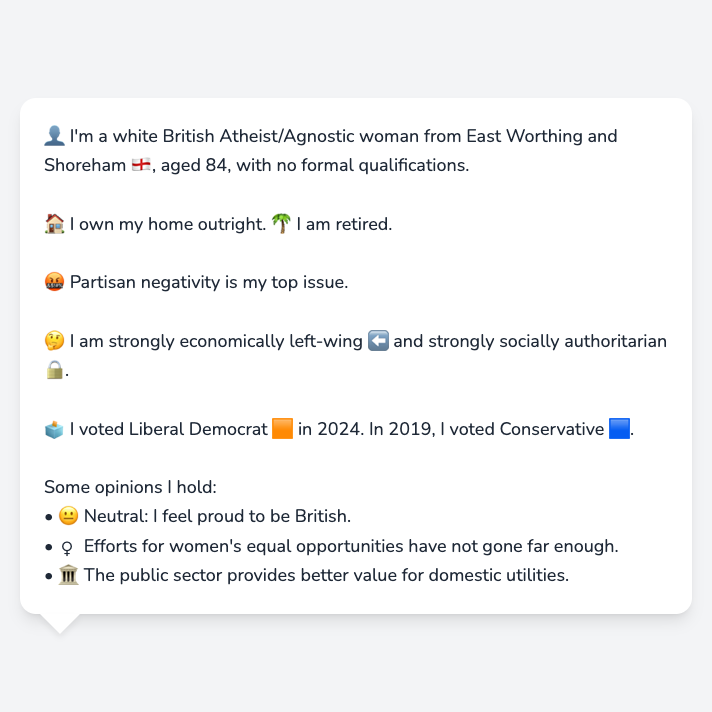 👤 I'm a white British Atheist/Agnostic woman from East Worthing and
Shoreham 🏴󠁧󠁢󠁥󠁮󠁧󠁿, aged 84, with no formal qualifications.
🏠 I own my home outright. 🌴 I am retired.
🤬 Partisan negativity is my top issue.
🤔 I am strongly economically left-wing ⬅️ and strongly socially authoritarian
🔒.
🗳️ I voted Liberal Democrat 🟧 in 2024. In 2019, I voted Conservative 🟦.
Some opinions I hold:
• 😐 Neutral: I feel proud to be British.
• ♀ Efforts for women's equal opportunities have not gone far enough.
• 🏛️ The public sector provides better value for domestic utilities.